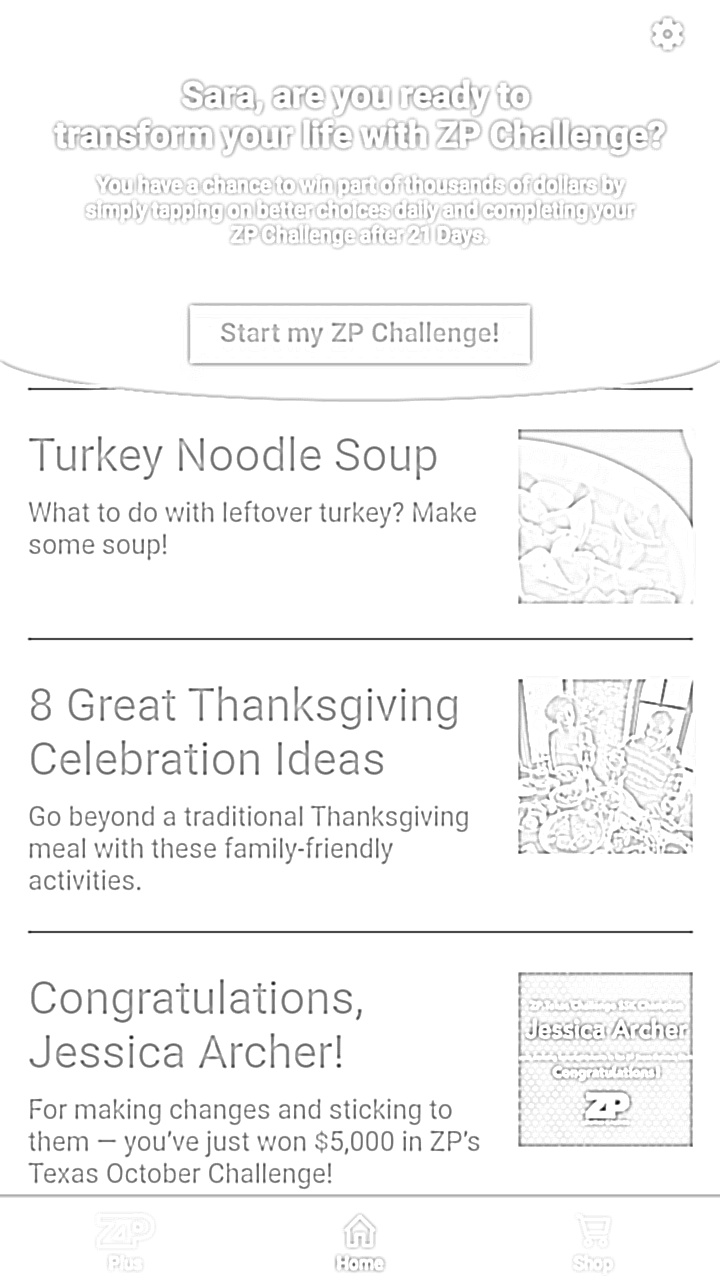 Sara, are you ready to
transform your life with ZP Challenge?
You have a chance to win part of thousands of dollars by
simply tapping on better choices daily and completing your
ZP Challenge after 21 Days.
Start my ZP Challenge!
Turkey Noodle Soup
What to do with leftover turkey? Make
some soup!
8 Great Thanksgiving
Celebration Ideas
Go beyond a traditional Thanksgiving
meal with these family-friendly
activities.
Congratulations,
Jessica Archer!
For making changes and sticking to
them — you’ve just won $5,000 in ZP’s
Texas October Challenge!
Jessica Archer
Congratulations!
ZP
ZAP
Plus
Home
Shop